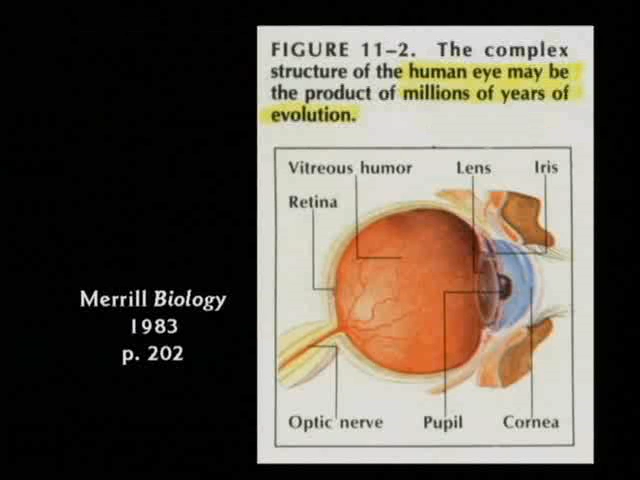 FIGURE 11–2. The complex
structure of the human eye may be
the product of millions of years of
evolution.
Vitreous humor Lens Iris
Retina
Optic nerve Pupil Cornea
Merrill Biology
1983
p. 202